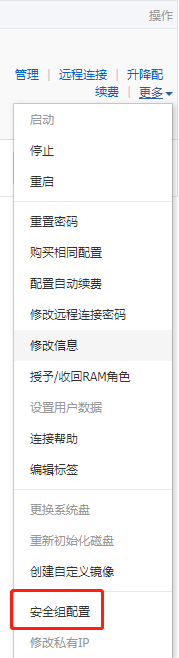 操作
管理 | 远程连接 | 升降配
续费 | 更多
启动
停止
重启
重置密码
购买相同配置
配置自动续费
修改远程连接密码
修改信息
授予/收回RAM角色
设置用户数据
连接帮助
编辑标签
更换系统盘
重新初始化磁盘
创建自定义镜像
安全组配置
修改私有IP